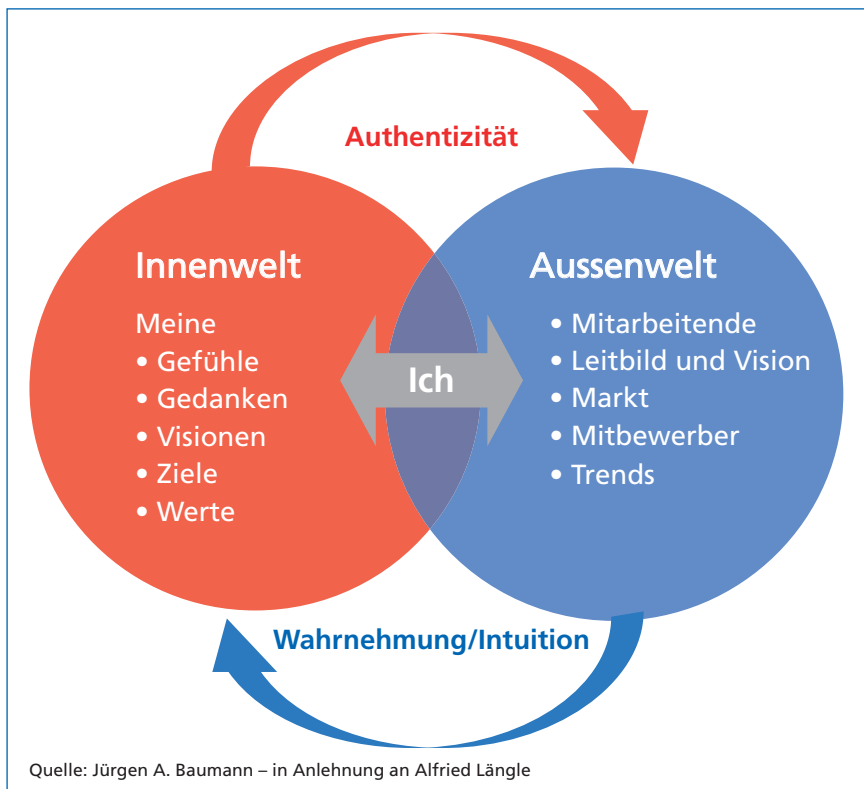 Authentizität
Innenwelt
Meine
• Gefühle
• Gedanken
• Visionen
• Ziele
• Werte
Ich
Aussenwelt
• Mitarbeitende
• Leitbild und Vision
• Markt
• Mitbewerber
• Trends
Wahrnehmung/Intuition
Quelle: Jürgen A. Baumann – in Anlehnung an Alfried Längle